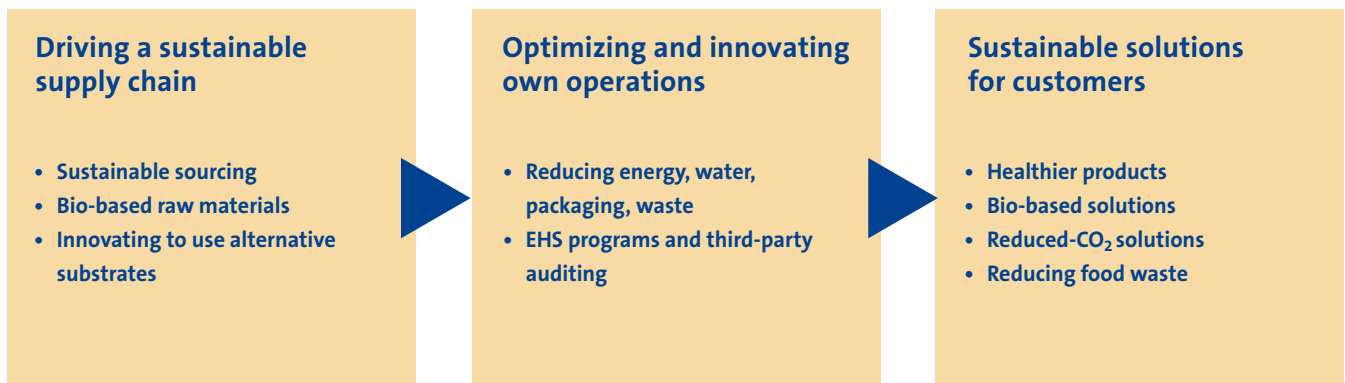 Driving a sustainable
supply chain
• Sustainable sourcing
• Bio-based raw materials
• Innovating to use alternative
substrates
Optimizing and innovating
own operations
• Reducing energy, water,
packaging, waste
• EHS programs and third-party
auditing
Sustainable solutions
for customers
• Healthier products
• Bio-based solutions
• Reduced-CO₂ solutions
• Reducing food waste